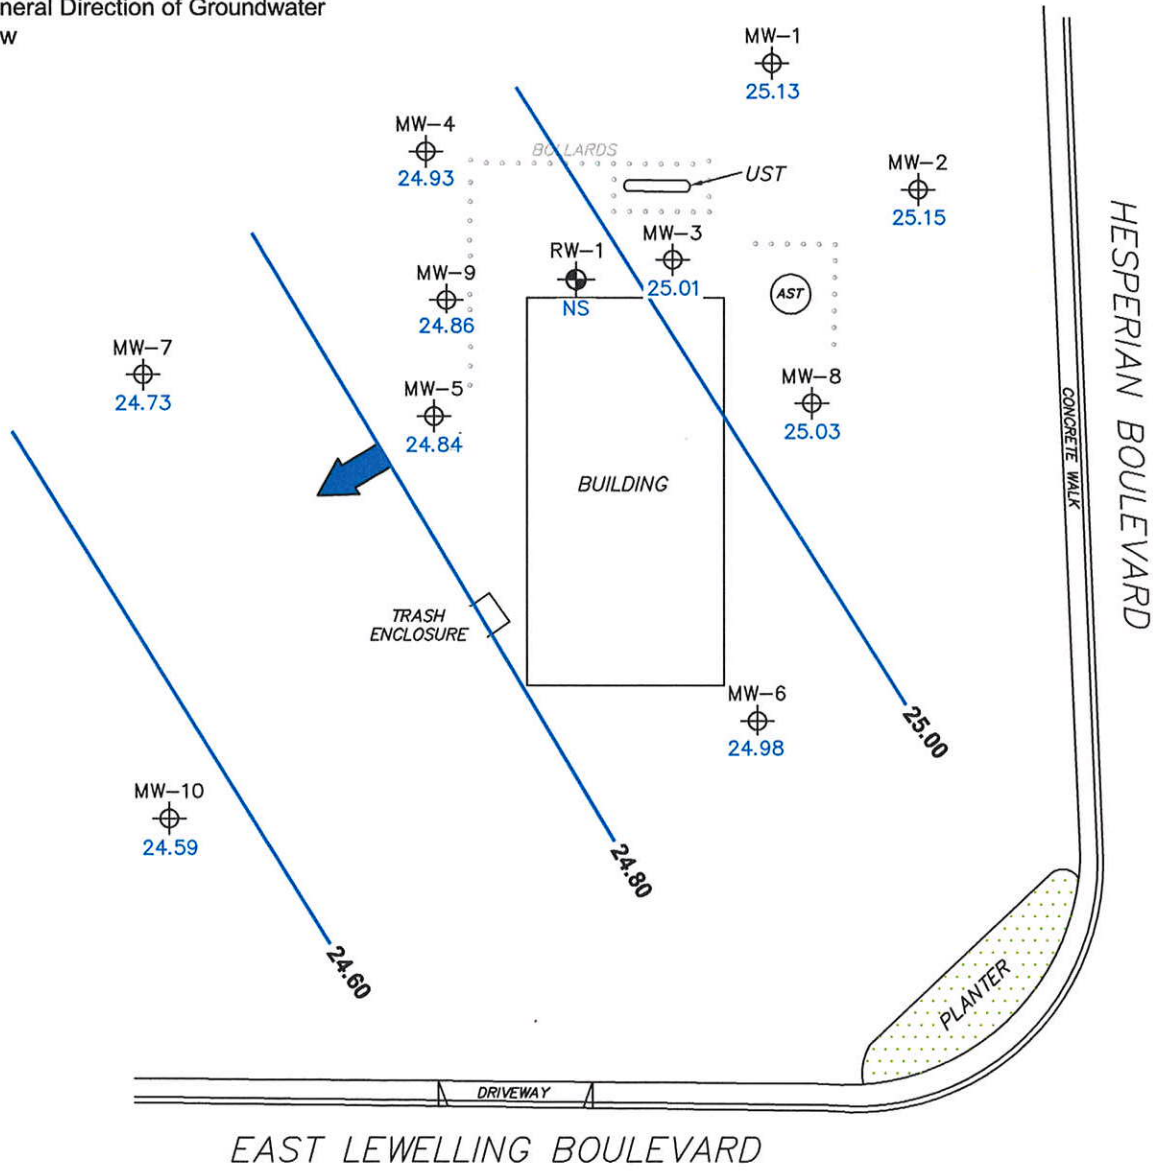 neral Direction of Groundwater
w
MW-1
25.13
MW-4
24.93
BOLLARDS
UST
MW-2
25.15
MW-3
25.01
RW-1
NS
MW-9
24.86
AST
MW-7
24.73
MW-5
24.84
MW-8
25.03
HESPERIAN BOULEVARD
CONCRETE WALK
BUILDING
TRASH
ENCLOSURE
MW-6
24.98
25.00
MW-10
24.59
24.80
24.60
PLANTER
DRIVEWAY
EAST LEWELLING BOULEVARD